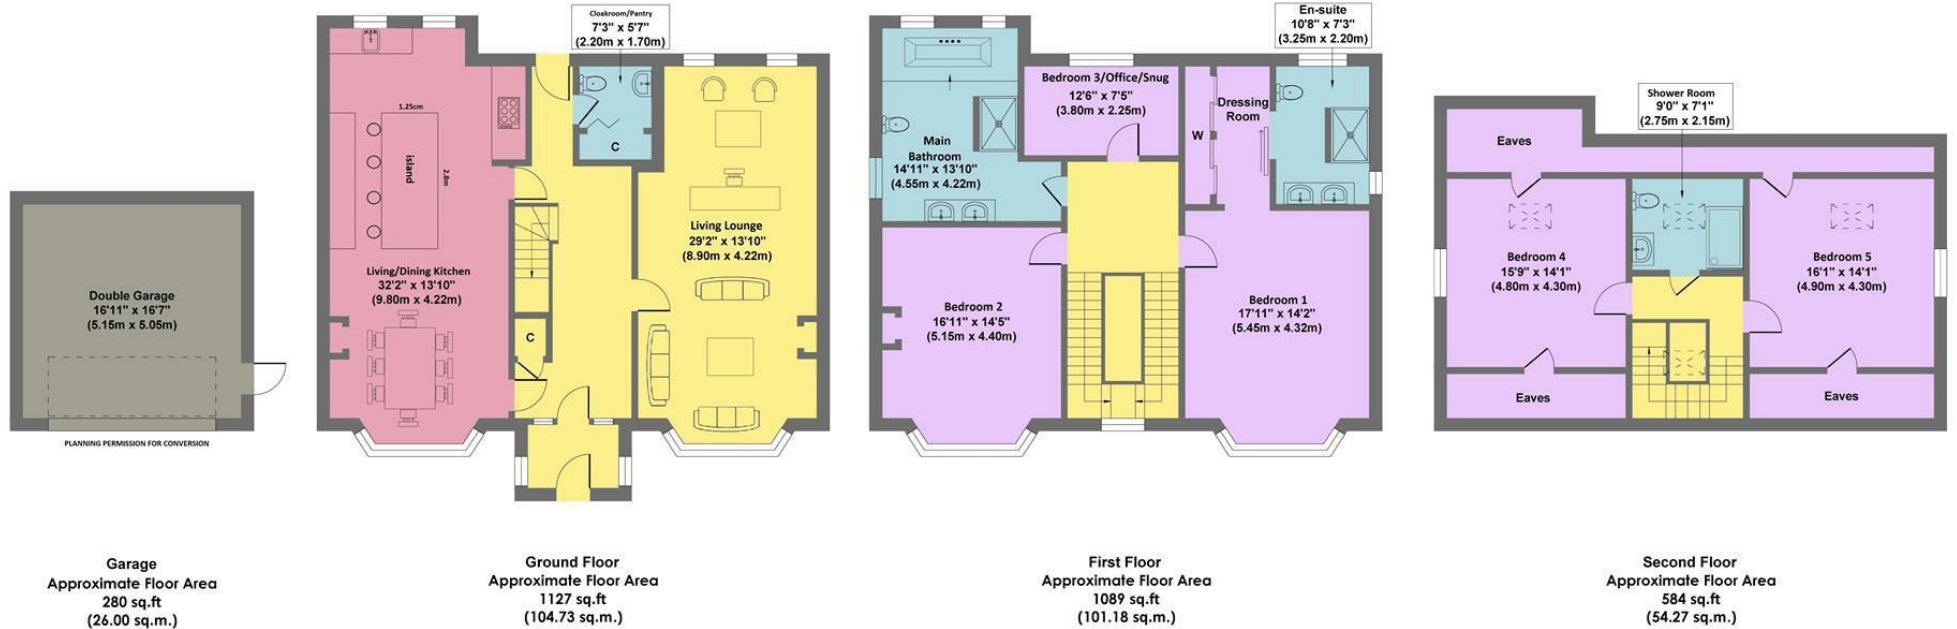 Double Garage
16'11" x 16'7"
(5.15m x 5.05m)
PLANNING PERMISSION FOR CONVERSION
Garage
Approximate Floor Area
280 sq.ft
(26.00 sq.m.)
Cloakroom/Pantry
7'3" x 5'7"
(2.20m x 1.70m)
C
1.25cm
island
2.8m
Living/Dining Kitchen
32'2" x 13'10"
(9.80m x 4.22m)
C
Living Lounge
29'2" x 13'10"
(8.90m x 4.22m)
Ground Floor
Approximate Floor Area
1127 sq.ft
(104.73 sq.m.)
En-suite
10'8" x 7'3"
(3.25m x 2.20m)
Bedroom 3/Office/Snug
12'6" x 7'5"
(3.80m x 2.25m)
Dressing
Room
W
Main
Bathroom
14'11" x 13'10"
(4.55m x 4.22m)
Bedroom 2
16'11" x 14'5"
(5.15m x 4.40m)
Bedroom 1
17'11" x 14'2"
(5.45m x 4.32m)
First Floor
Approximate Floor Area
1089 sq.ft
(101.18 sq.m.)
Shower Room
9'0" x 7'1"
(2.75m x 2.15m)
Eaves
Bedroom 4
15'9" x 14'1"
(4.80m x 4.30m)
Bedroom 5
16'1" x 14'1"
(4.90m x 4.30m)
Eaves
Eaves
Second Floor
Approximate Floor Area
584 sq.ft
(54.27 sq.m.)